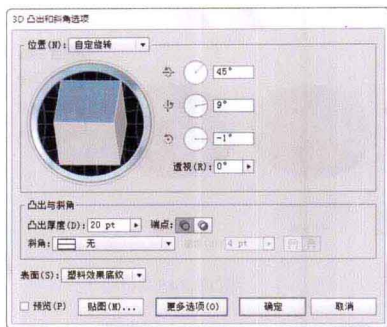 3D 凸出和斜角选项
位置(N): 自定旋转
45°
9°
-1°
透视(R): 0°
凸出与斜角
凸出厚度(D): 20 pt 端点:
斜角: 无 4 pt
表面(S): 塑料效果底纹
预览(P) 贴图(M)... 更多选项(O) 确定 取消